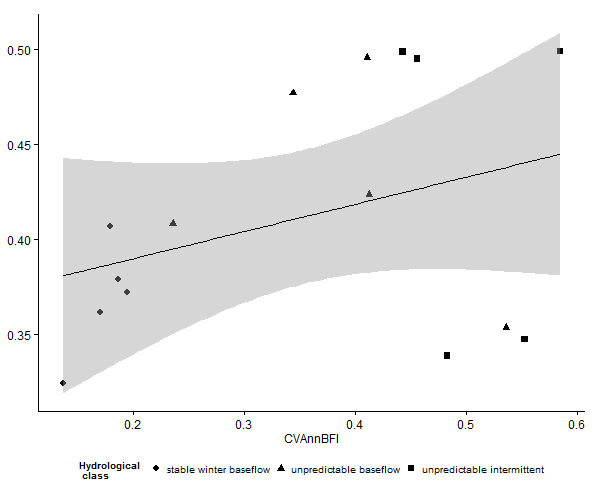 0.50
0.45
0.40
0.35
0.2 0.3 0.4 0.5 0.6
CVAnnBFI
Hydrological
class
stable winter baseflow unpredictable baseflow unpredictable intermittent